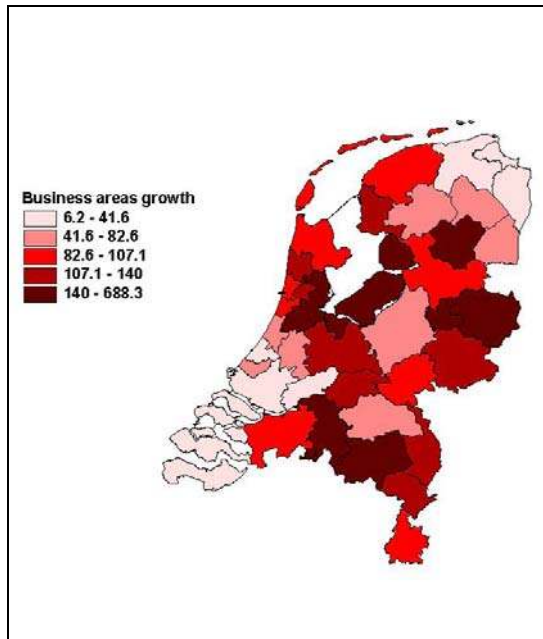 Business areas growth
6.2 - 41.6
41.6 - 82.6
82.6 - 107.1
107.1 - 140
140 - 688.3